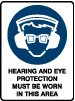 HEARING AND EYE
PROTECTION
MUST BE WORN
IN THIS AREA